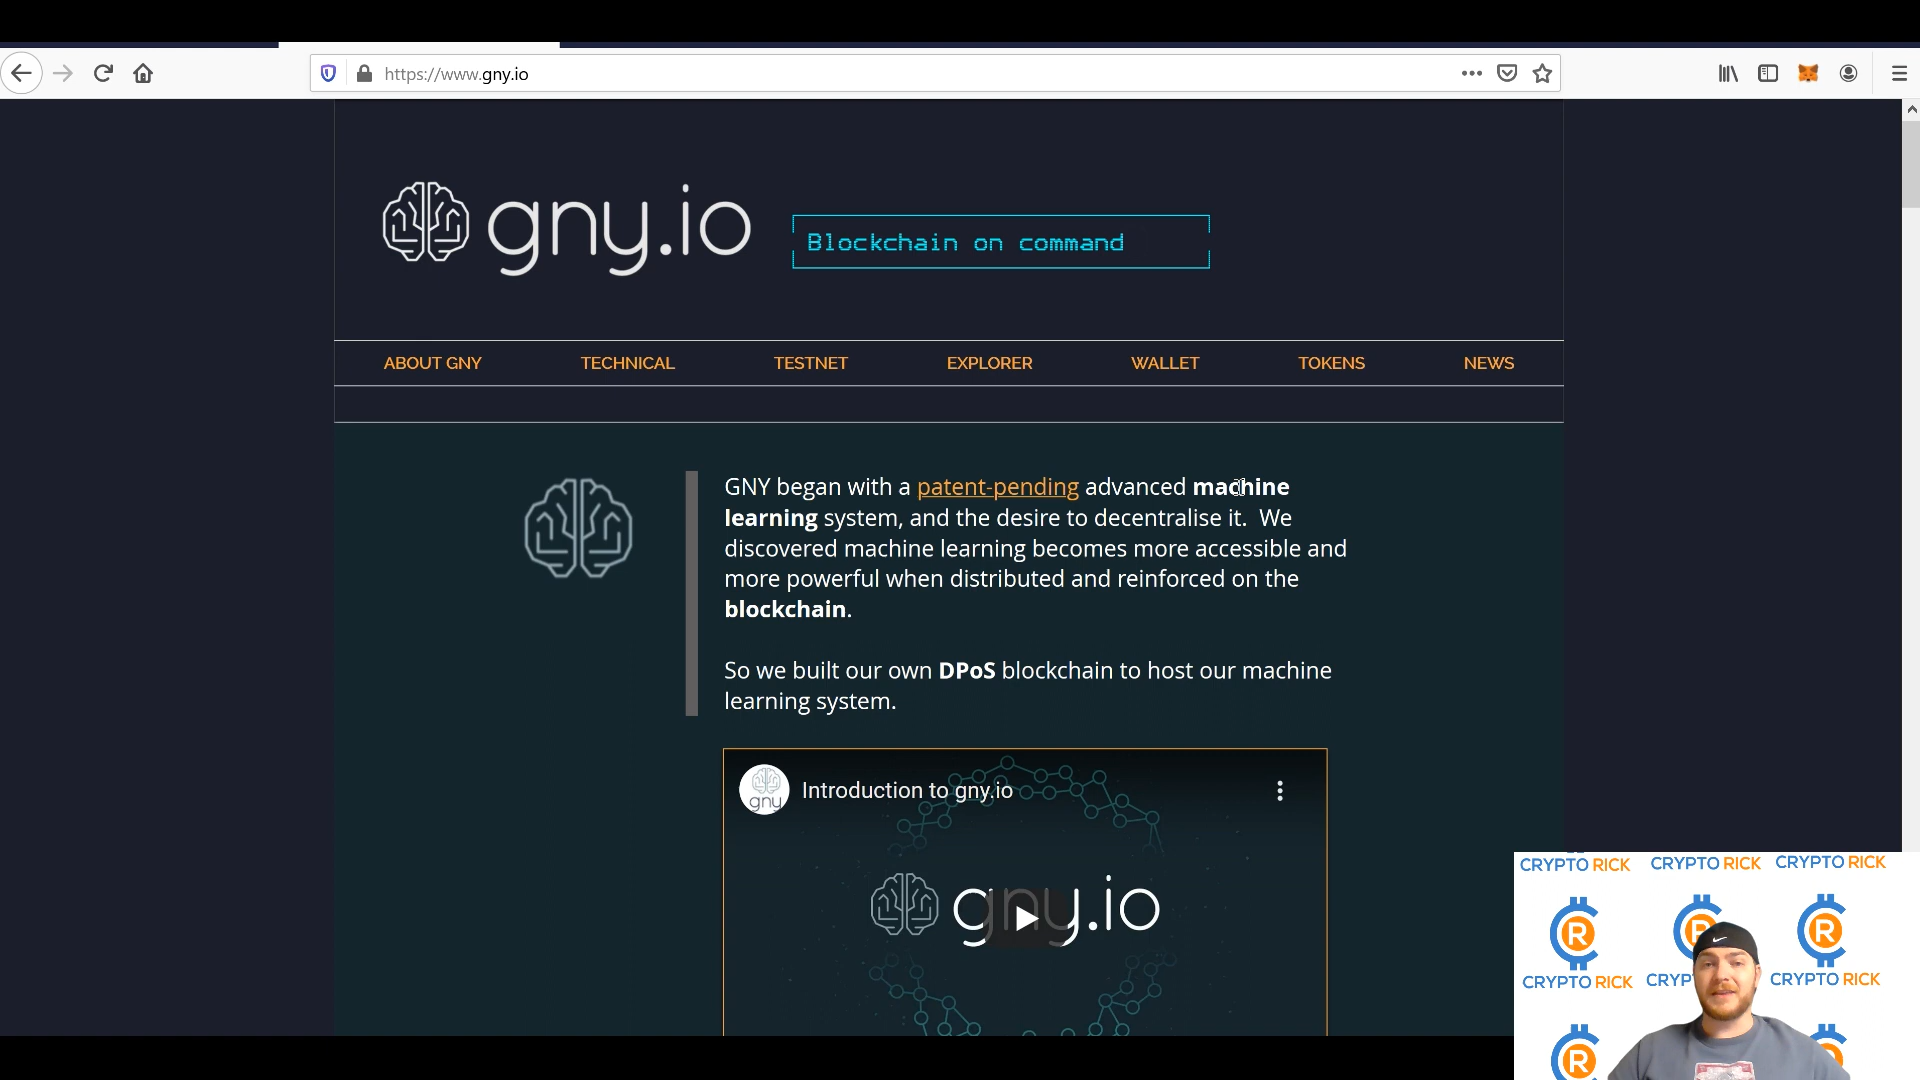 https://www.gny.io
gny.io
Blockchain on command
ABOUT GNY TECHNICAL TESTNET EXPLORER WALLET TOKENS NEWS
GNY began with a patent-pending advanced machine
learning system, and the desire to decentralise it. We
discovered machine learning becomes more accessible and
more powerful when distributed and reinforced on the
blockchain.
So we built our own DPoS blockchain to host our machine
learning system.
gny
Introduction to gny.io
gny.io
CRYPTO RICK CRYPTO RICK CRYPTO RICK
R R
CRYPTO RICK CRYP CRYPTO RICK
R